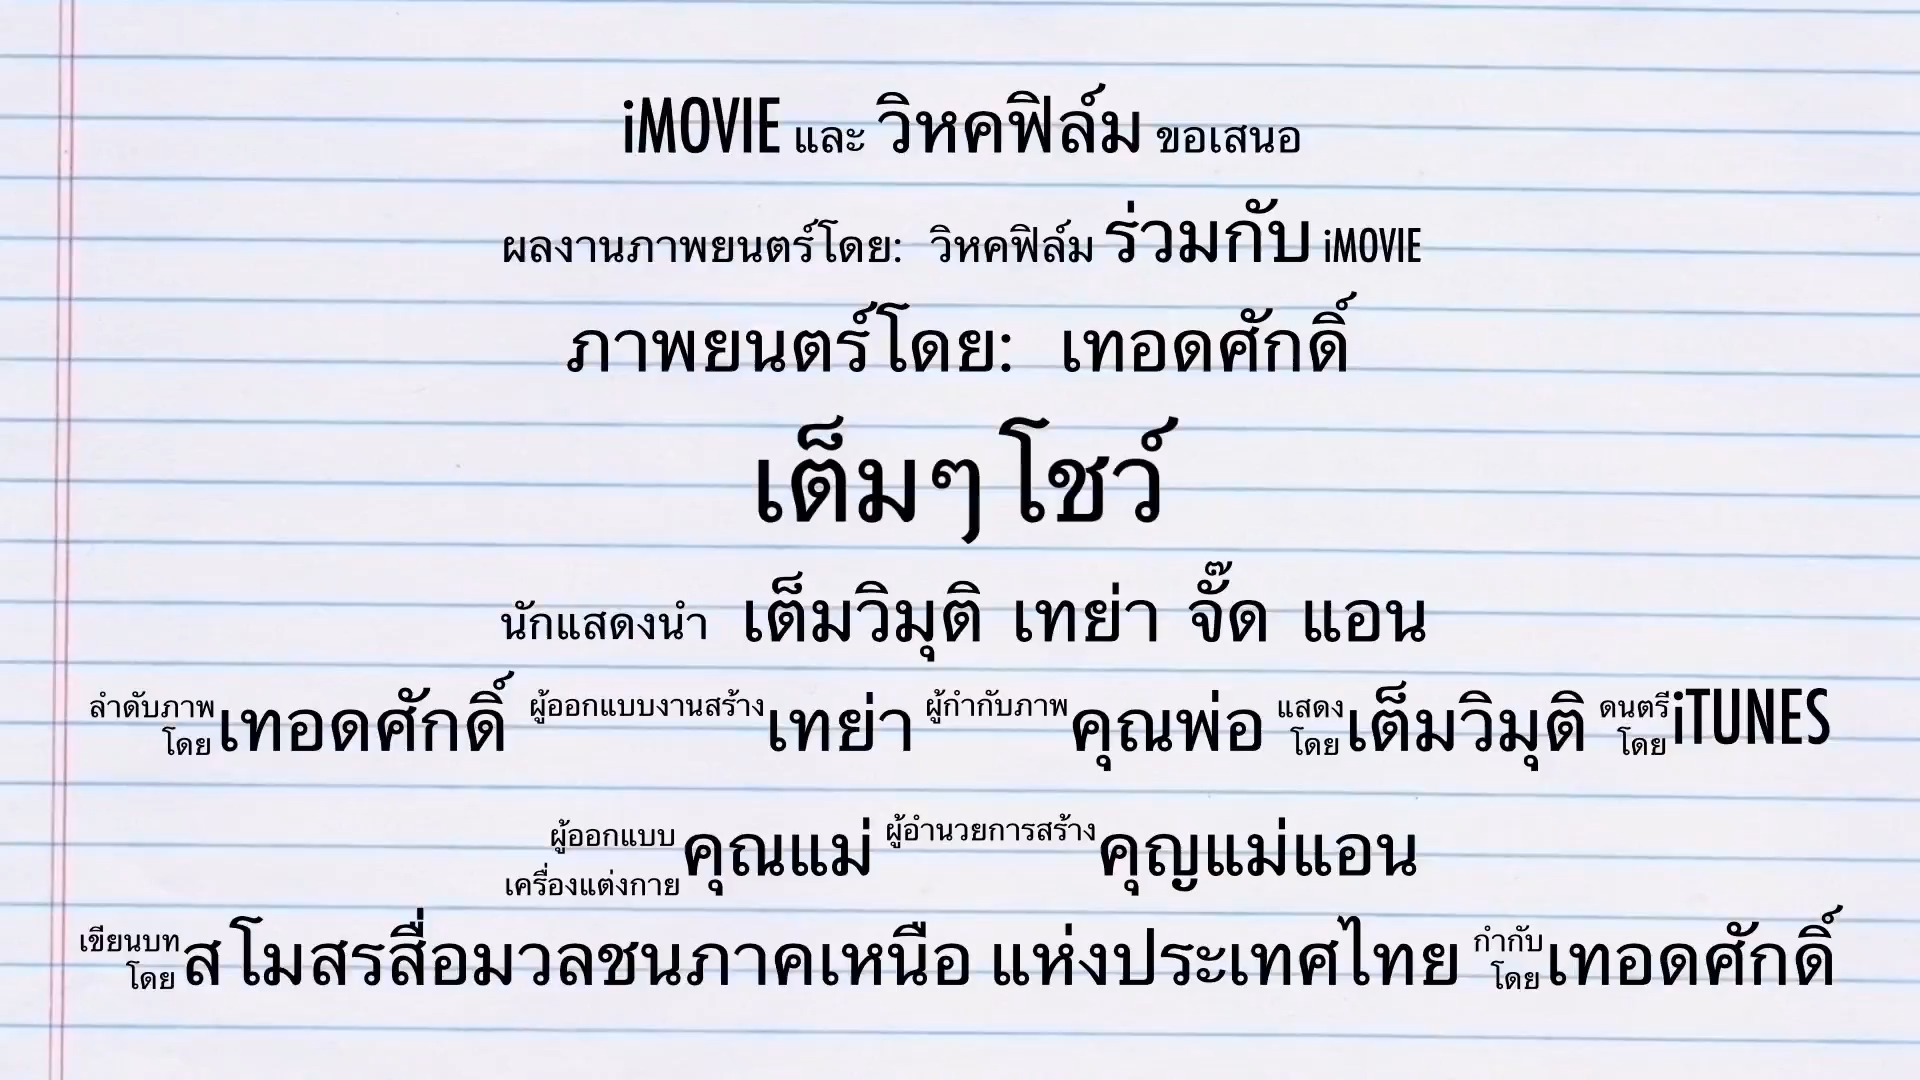 iMOVIE และ วิหคฟิล์ม ขอเสนอ
ผลงานภาพยนตร์โดย: วิหคฟิล์ม ร่วมกับ iMOVIE
ภาพยนตร์โดย: เทอดศักดิ์
เต็มๆโชว์
นักแสดงนำ เต็มวิมุติ เทย่า จั๊ด แอน
ลำดับภาพโดย เทอดศักดิ์ ผู้ออกแบบงานสร้าง เทย่า ผู้กำกับภาพ คุณพ่อ แสดงโดย เต็มวิมุติ ดนตรีโดย iTUNES
ผู้ออกแบบเครื่องแต่งกาย คุณแม่ ผู้อำนวยการสร้าง คุญแม่แอน
เขียนบทโดย สโมสรสื่อมวลชนภาคเหนือ แห่งประเทศไทย กำกับโดย เทอดศักดิ์